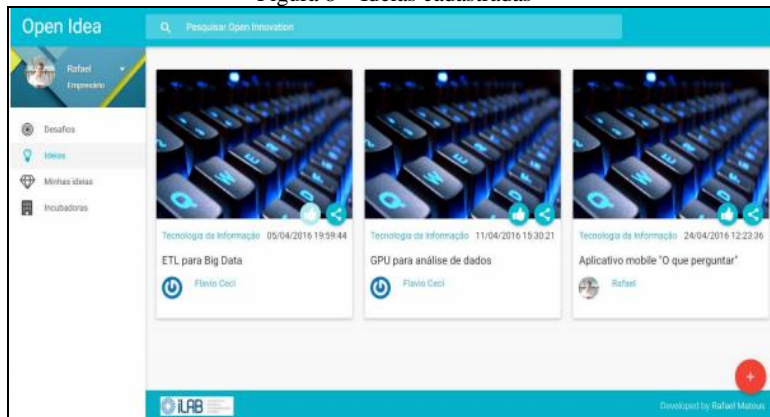 Figura 6 – Ideias cadastradas
Open Idea
Pesquisar Open Innovation
Rafael
Empresário
Desafios
Ideias
Minhas ideias
Incubadoras
Tecnologia da Informação 05/04/2016 19:59:44
ETL para Big Data
Flavio Ceci
Tecnologia da Informação 11/04/2016 15:30:21
GPU para análise de dados
Flavio Ceci
Tecnologia da Informação 24/04/2016 12:23:36
Aplicativo mobile "O que perguntar"
Rafael
iLAB
Developed by Rafael Mateus